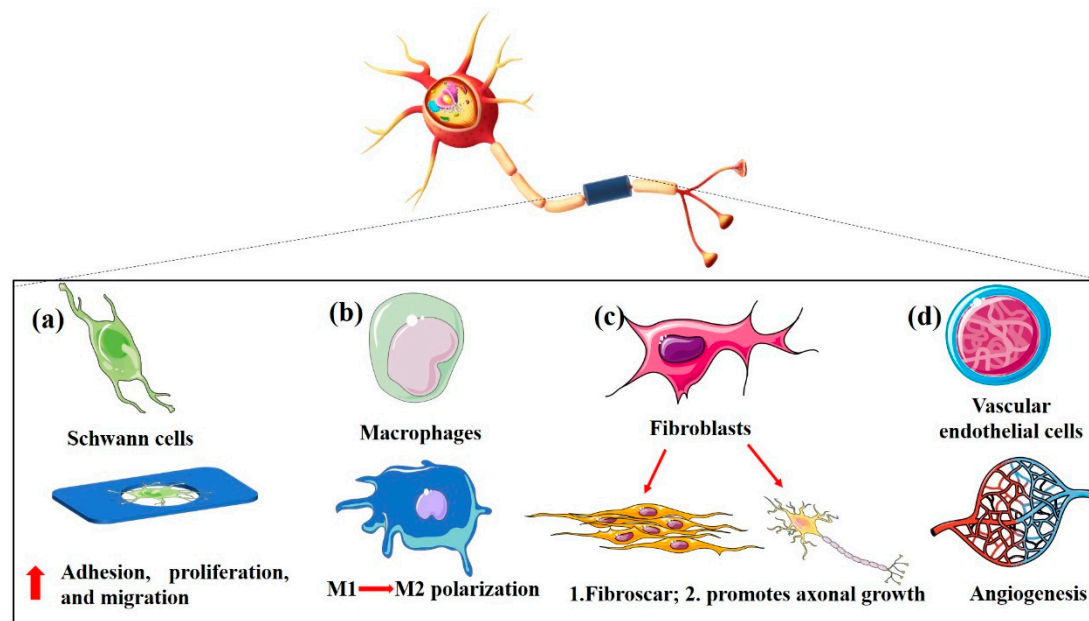 (a)
Schwann cells
Adhesion, proliferation,
and migration
(b)
Macrophages
M1 M2 polarization
(c)
Fibroblasts
1.Fibroscar; 2. promotes axonal growth
(d)
Vascular
endothelial cells
Angiogenesis